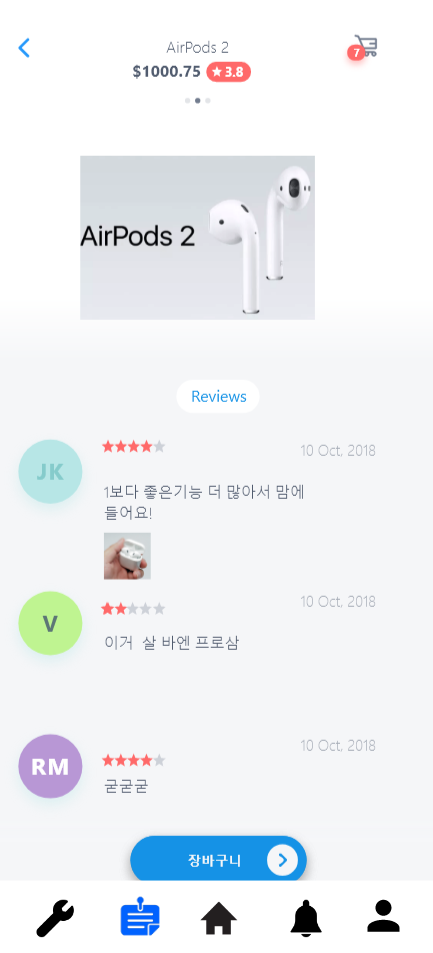 AirPods 2
$1000.75 ★ 3.8
7
AirPods 2
Reviews
JK
10 Oct, 2018
1보다 좋은기능 더 많아서 맘에
들어요!
V
10 Oct, 2018
이거 살 바엔 프로삼
RM
10 Oct, 2018
굳굳굳
장바구니